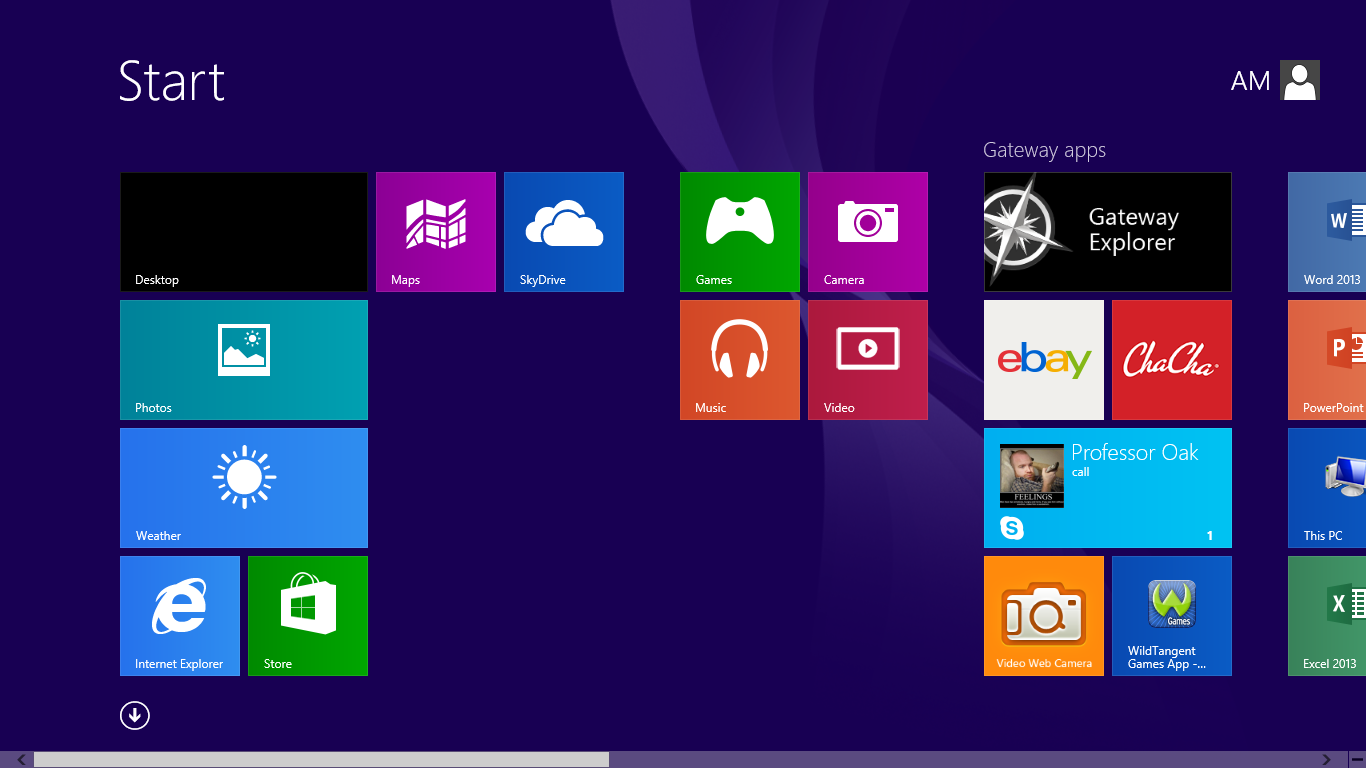 Start
AM
Gateway apps
Desktop
Maps
SkyDrive
Games
Camera
Gateway
Explorer
W
Word 2013
Photos
Music
Video
ebay
ChaCha
P
PowerPoint
Weather
Professor Oak
call
FEELINGS
S
1
This PC
Internet Explorer
Store
Video Web Camera
W
Games
WildTangent
Games App -...
X
Excel 2013